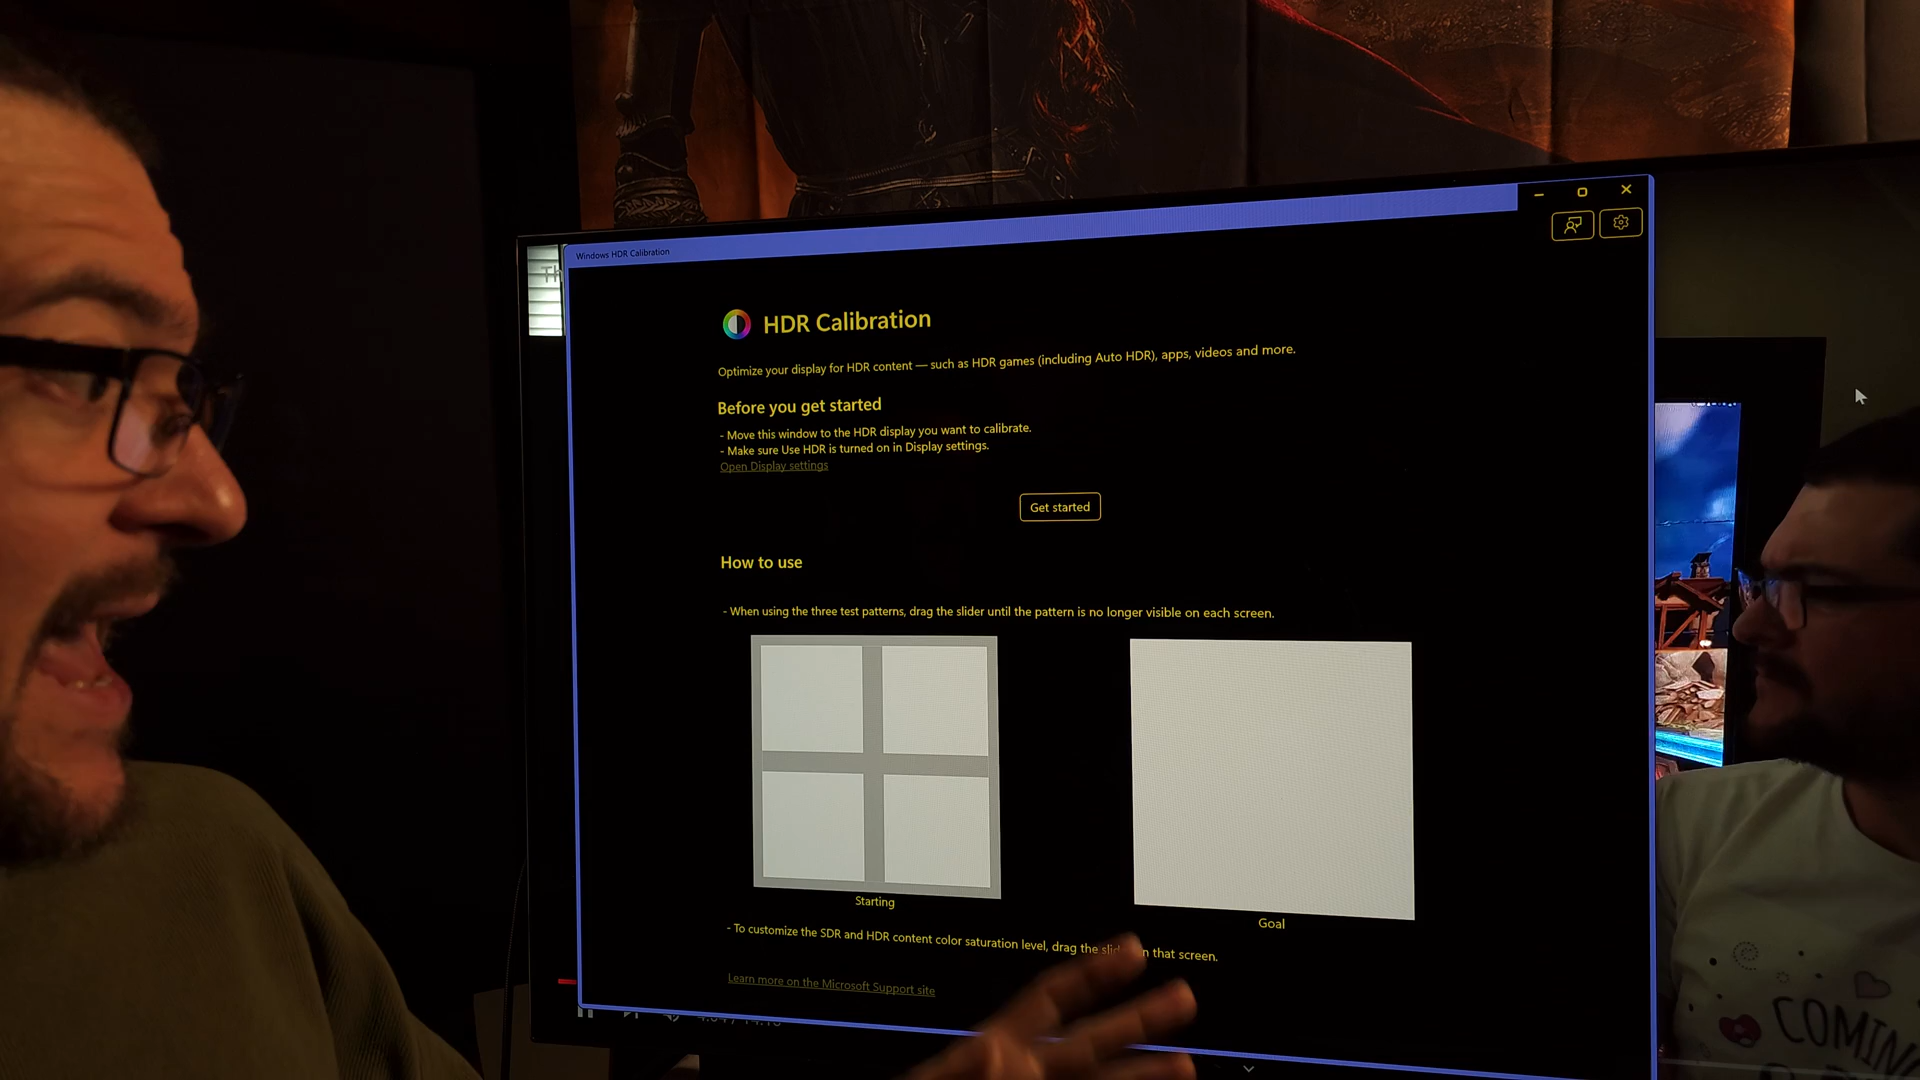 Th
Windows HDR Calibration
HDR Calibration
Optimize your display for HDR content — such as HDR games (including Auto HDR), apps, videos and more.
Before you get started
- Move this window to the HDR display you want to calibrate.
- Make sure Use HDR is turned on in Display settings.
Open Display settings
Get started
How to use
- When using the three test patterns, drag the slider until the pattern is no longer visible on each screen.
Starting
Goal
- To customize the SDR and HDR content color saturation level, drag the slid n that screen.
Learn more on the Microsoft Support site
COMIN